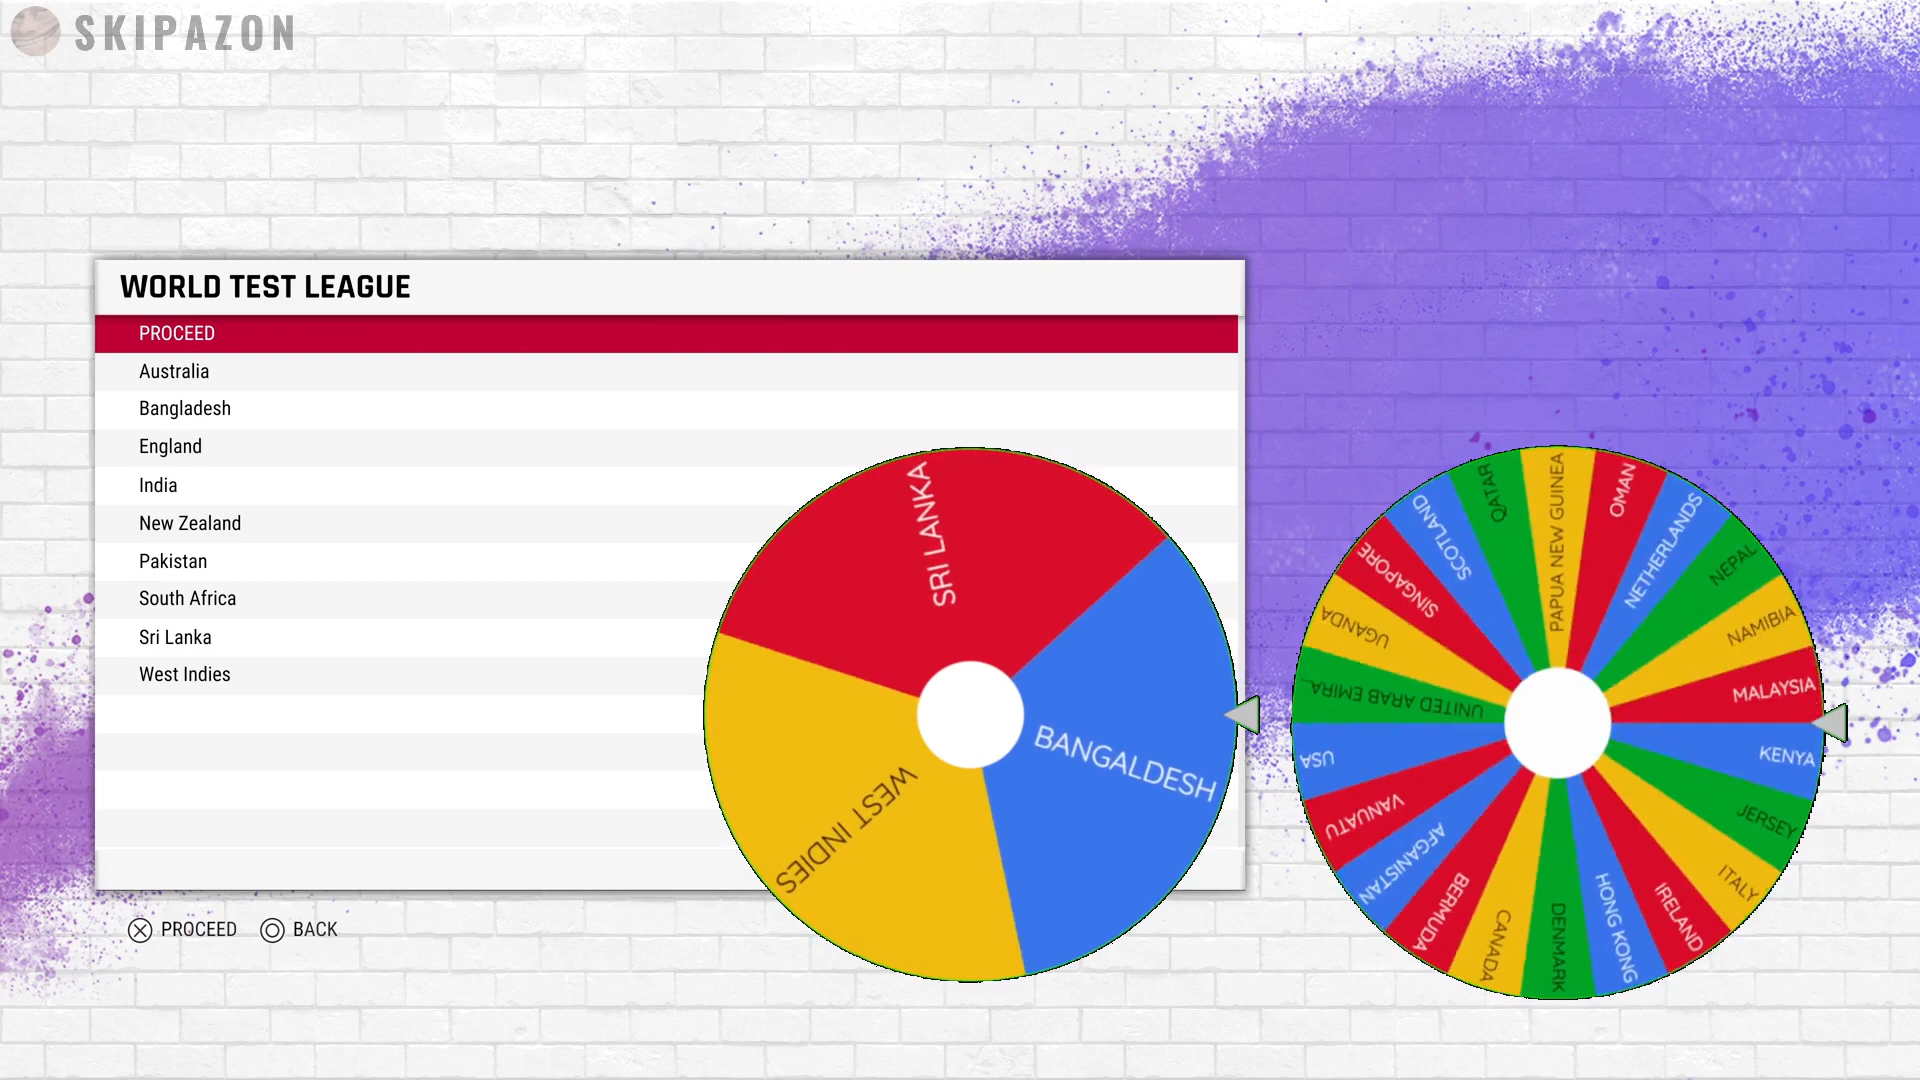 SKIPAZON
WORLD TEST LEAGUE
PROCEED
Australia
Bangladesh
England
India
New Zealand
Pakistan
South Africa
Sri Lanka
West Indies
SRI LANKA
BANGALDESH
WEST INDIES
PAPUA NEW GUINEA
OMAN
NETHERLANDS
NEPAL
NAMIBIA
MALAYSIA
KENYA
JERSEY
ITALY
IRELAND
HONG KONG
DENMARK
CANADA
BERMUDA
AFGANISTAN
VANUATU
USA
UNITED ARAB EMIRA...
UGANDA
SINGAPORE
SCOTLAND
QATAR
PROCEED
BACK